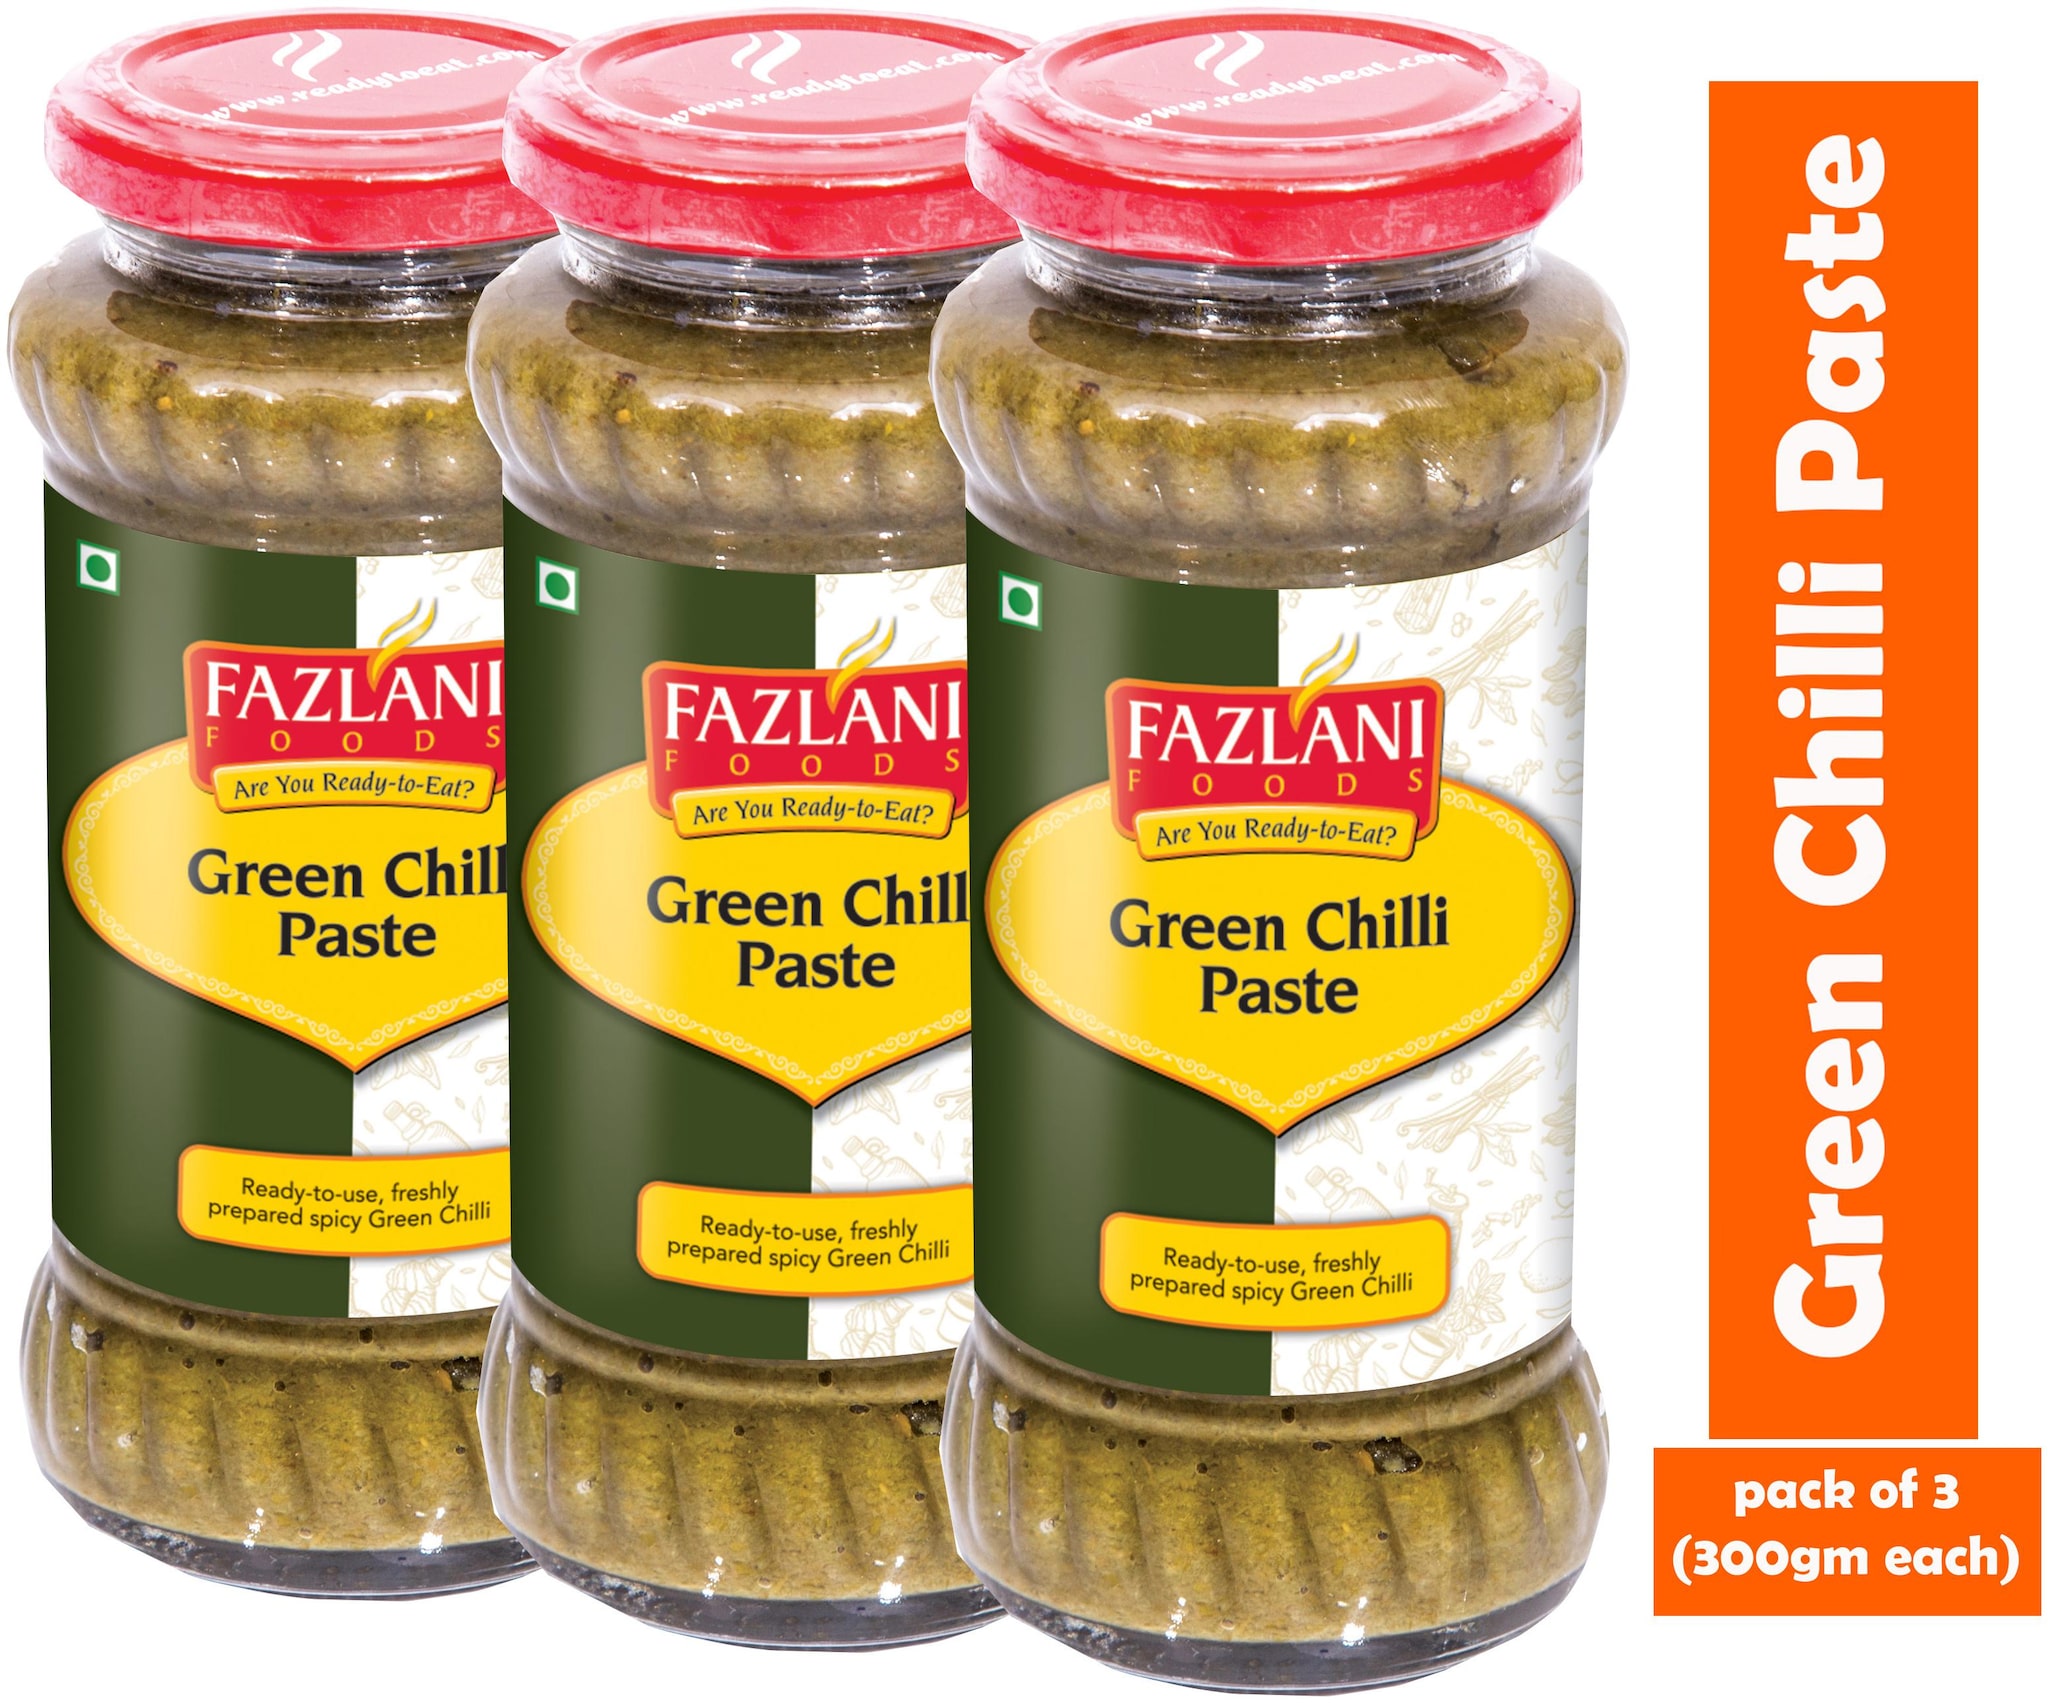 www.readytoeat.com
FAZLANI
FOODS
Are You Ready-to-Eat?
Green Chill
Paste
Ready-to-use, freshly
prepared spicy Green Chilli
www.readytoeat.com
FAZLANI
FOODS
Are You Ready-to-Eat?
Green Chill
Paste
Ready-to-use, freshly
prepared spicy Green Chilli
www.readytoeat.com
FAZLANI
FOODS
Are You Ready-to-Eat?
Green Chilli
Paste
Ready-to-use, freshly
prepared spicy Green Chilli
Green Chilli Paste
pack of 3
(300gm each)